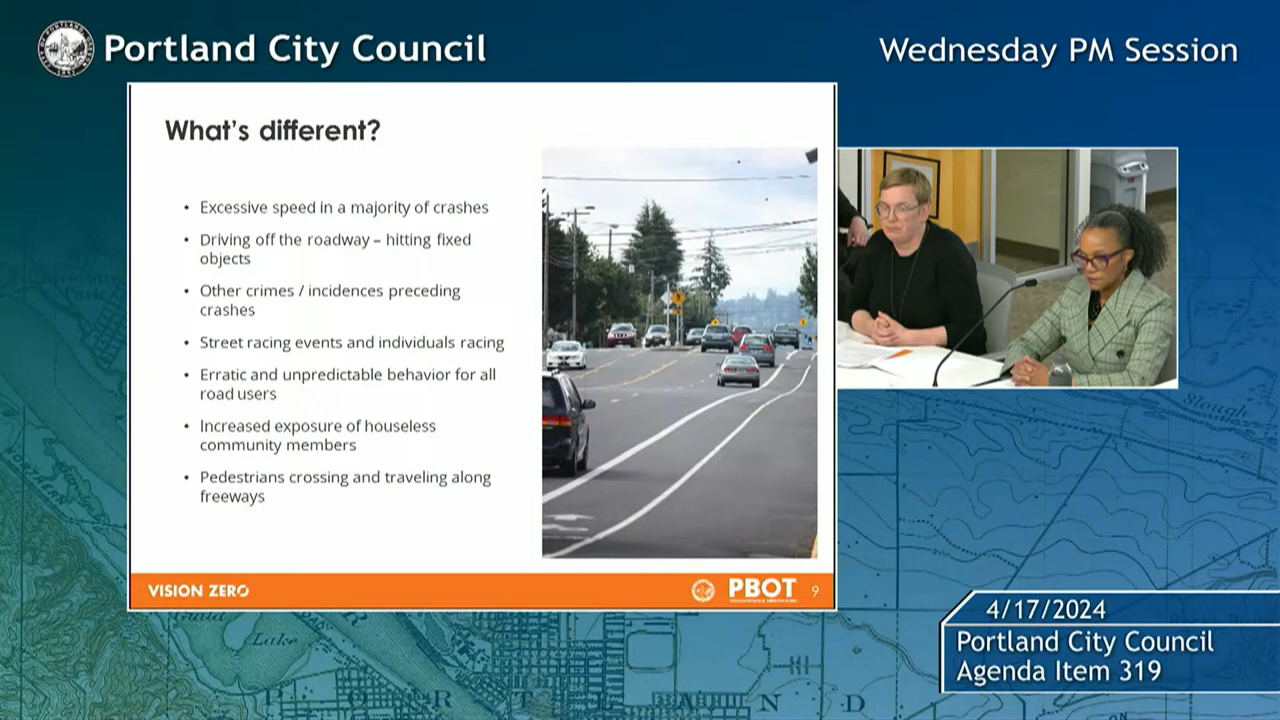 Portland City Council
Wednesday PM Session
What's different?
• Excessive speed in a majority of crashes
• Driving off the roadway – hitting fixed
objects
• Other crimes / incidences preceding
crashes
• Street racing events and individuals racing
• Erratic and unpredictable behavior for all
road users
• Increased exposure of houseless
community members
• Pedestrians crossing and traveling along
freeways
VISION ZERO
PBOT
9
4/17/2024
Portland City Council
Agenda Item 319
Guild
Lake
Slough